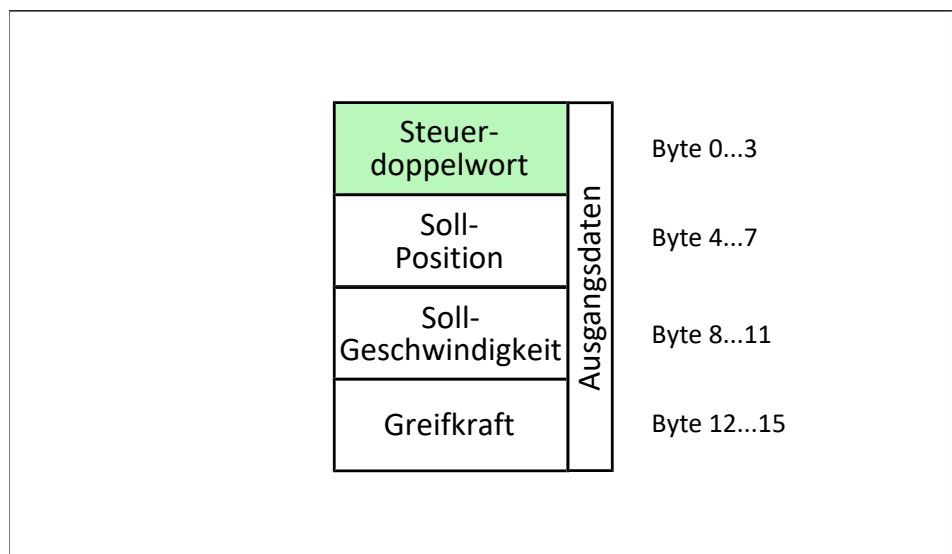 Steuer-
doppelwort
Byte 0...3
Soll-
Position
Byte 4...7
Soll-
Geschwindigkeit
Byte 8...11
Greifkraft
Byte 12...15
Ausgangsdaten